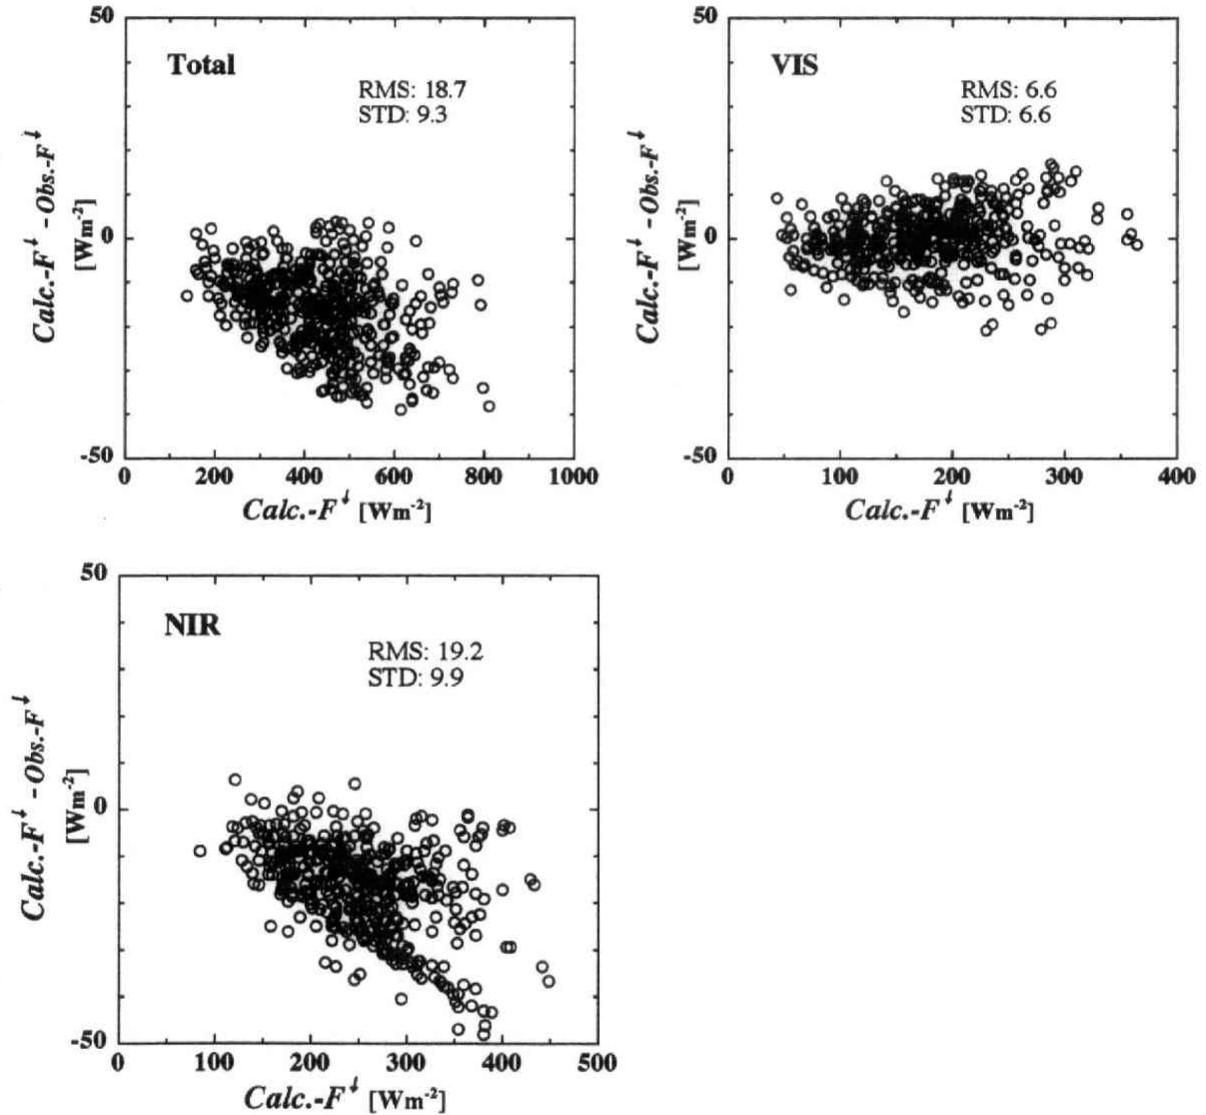 50
Total
RMS: 18.7
STD: 9.3
Calc.-F↓ - Obs.-F↓
[Wm-2]
0
-50
0 200 400 600 800 1000
Calc.-F↓ [Wm-2]
50
VIS
RMS: 6.6
STD: 6.6
Calc.-F↓ - Obs.-F↓
[Wm-2]
0
-50
0 100 200 300 400
Calc.-F↓ [Wm-2]
50
NIR
RMS: 19.2
STD: 9.9
Calc.-F↓ - Obs.-F↓
[Wm-2]
0
-50
0 100 200 300 400 500
Calc.-F↓ [Wm-2]